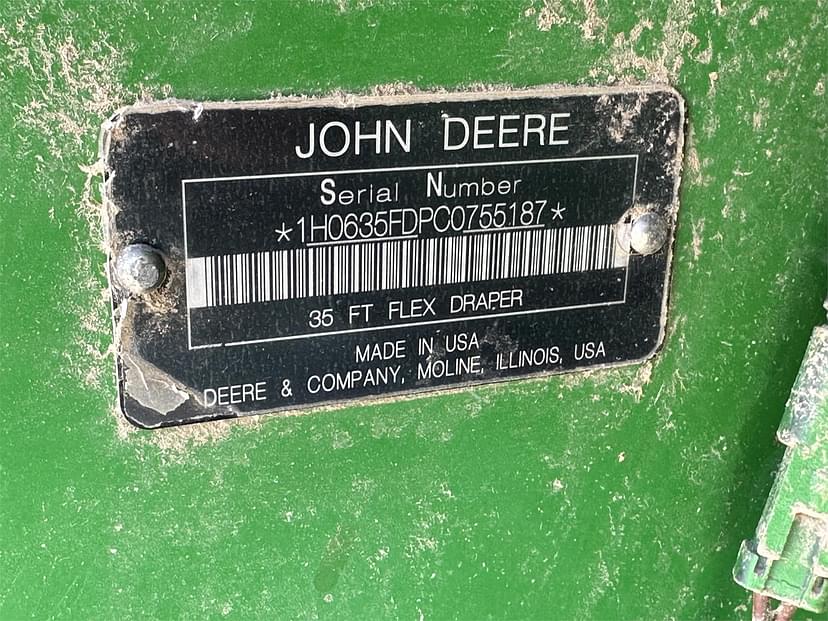 JOHN DEERE
Serial Number
*1H0635FDPC0755187*
35 FT FLEX DRAPER
MADE IN USA
DEERE & COMPANY, MOLINE, ILLINOIS, USA